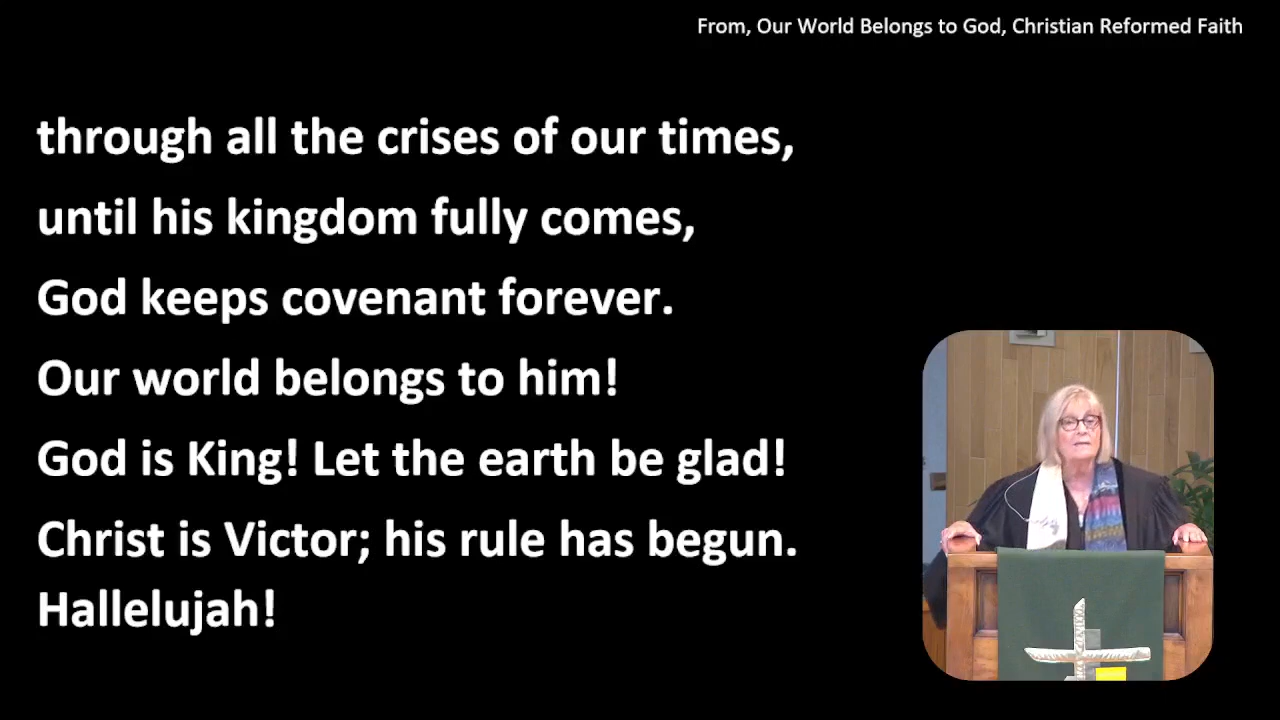 From, Our World Belongs to God, Christian Reformed Faith
through all the crises of our times,
until his kingdom fully comes,
God keeps covenant forever.
Our world belongs to him!
God is King! Let the earth be glad!
Christ is Victor; his rule has begun.
Hallelujah!